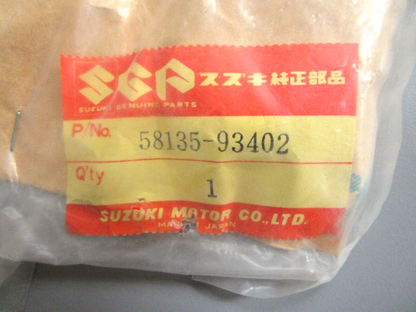 SGP スズキ純正部品
SUZUKI GENUINE PARTS
P/No. 58135-93402
Q'ty 1
SUZUKI MOTOR CO.,LTD.
MADE IN JAPAN